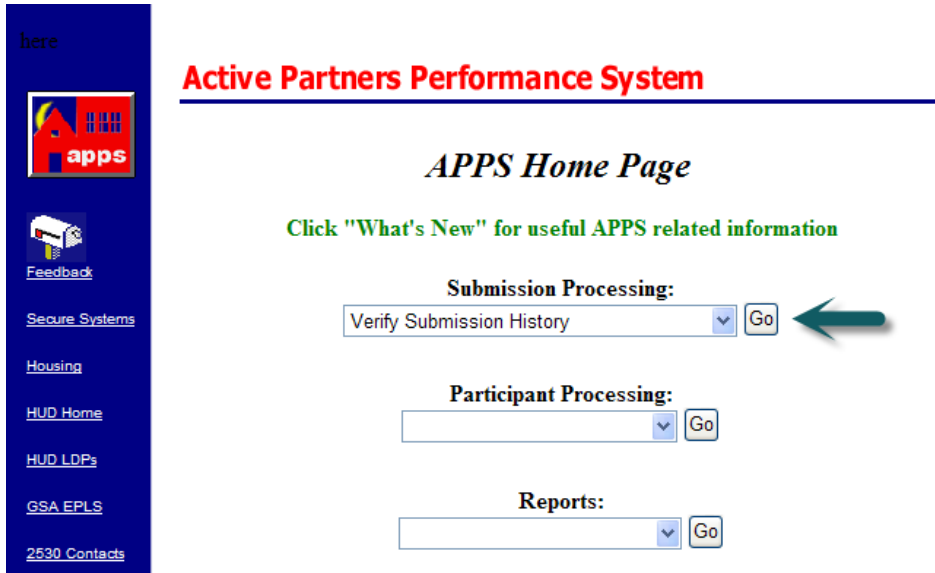 here
apps
Feedback
Secure Systems
Housing
HUD Home
HUD LDPs
GSA EPLS
2530 Contacts
Active Partners Performance System
APPS Home Page
Click "What's New" for useful APPS related information
Submission Processing:
Verify Submission History Go
Participant Processing:
Go
Reports:
Go